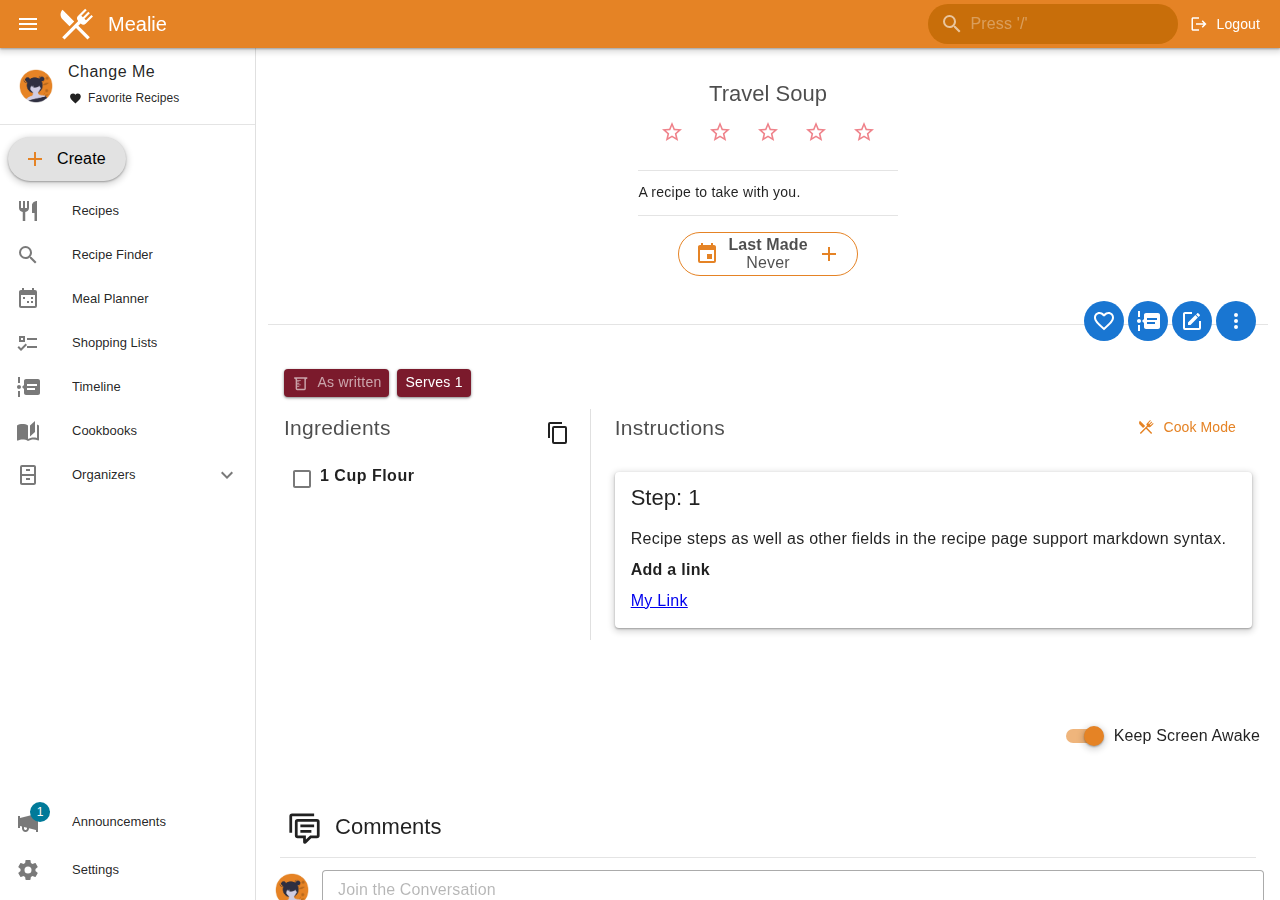 Mealie
Press '/'
Logout
Change Me
Favorite Recipes
Create
Recipes
Recipe Finder
Meal Planner
Shopping Lists
Timeline
Cookbooks
Organizers
1
Announcements
Settings
Travel Soup
A recipe to take with you.
Last Made
Never
As written
Serves 1
Ingredients
1 Cup Flour
Instructions
Cook Mode
Step: 1
Recipe steps as well as other fields in the recipe page support markdown syntax.
Add a link
My Link
Keep Screen Awake
Comments
Join the Conversation